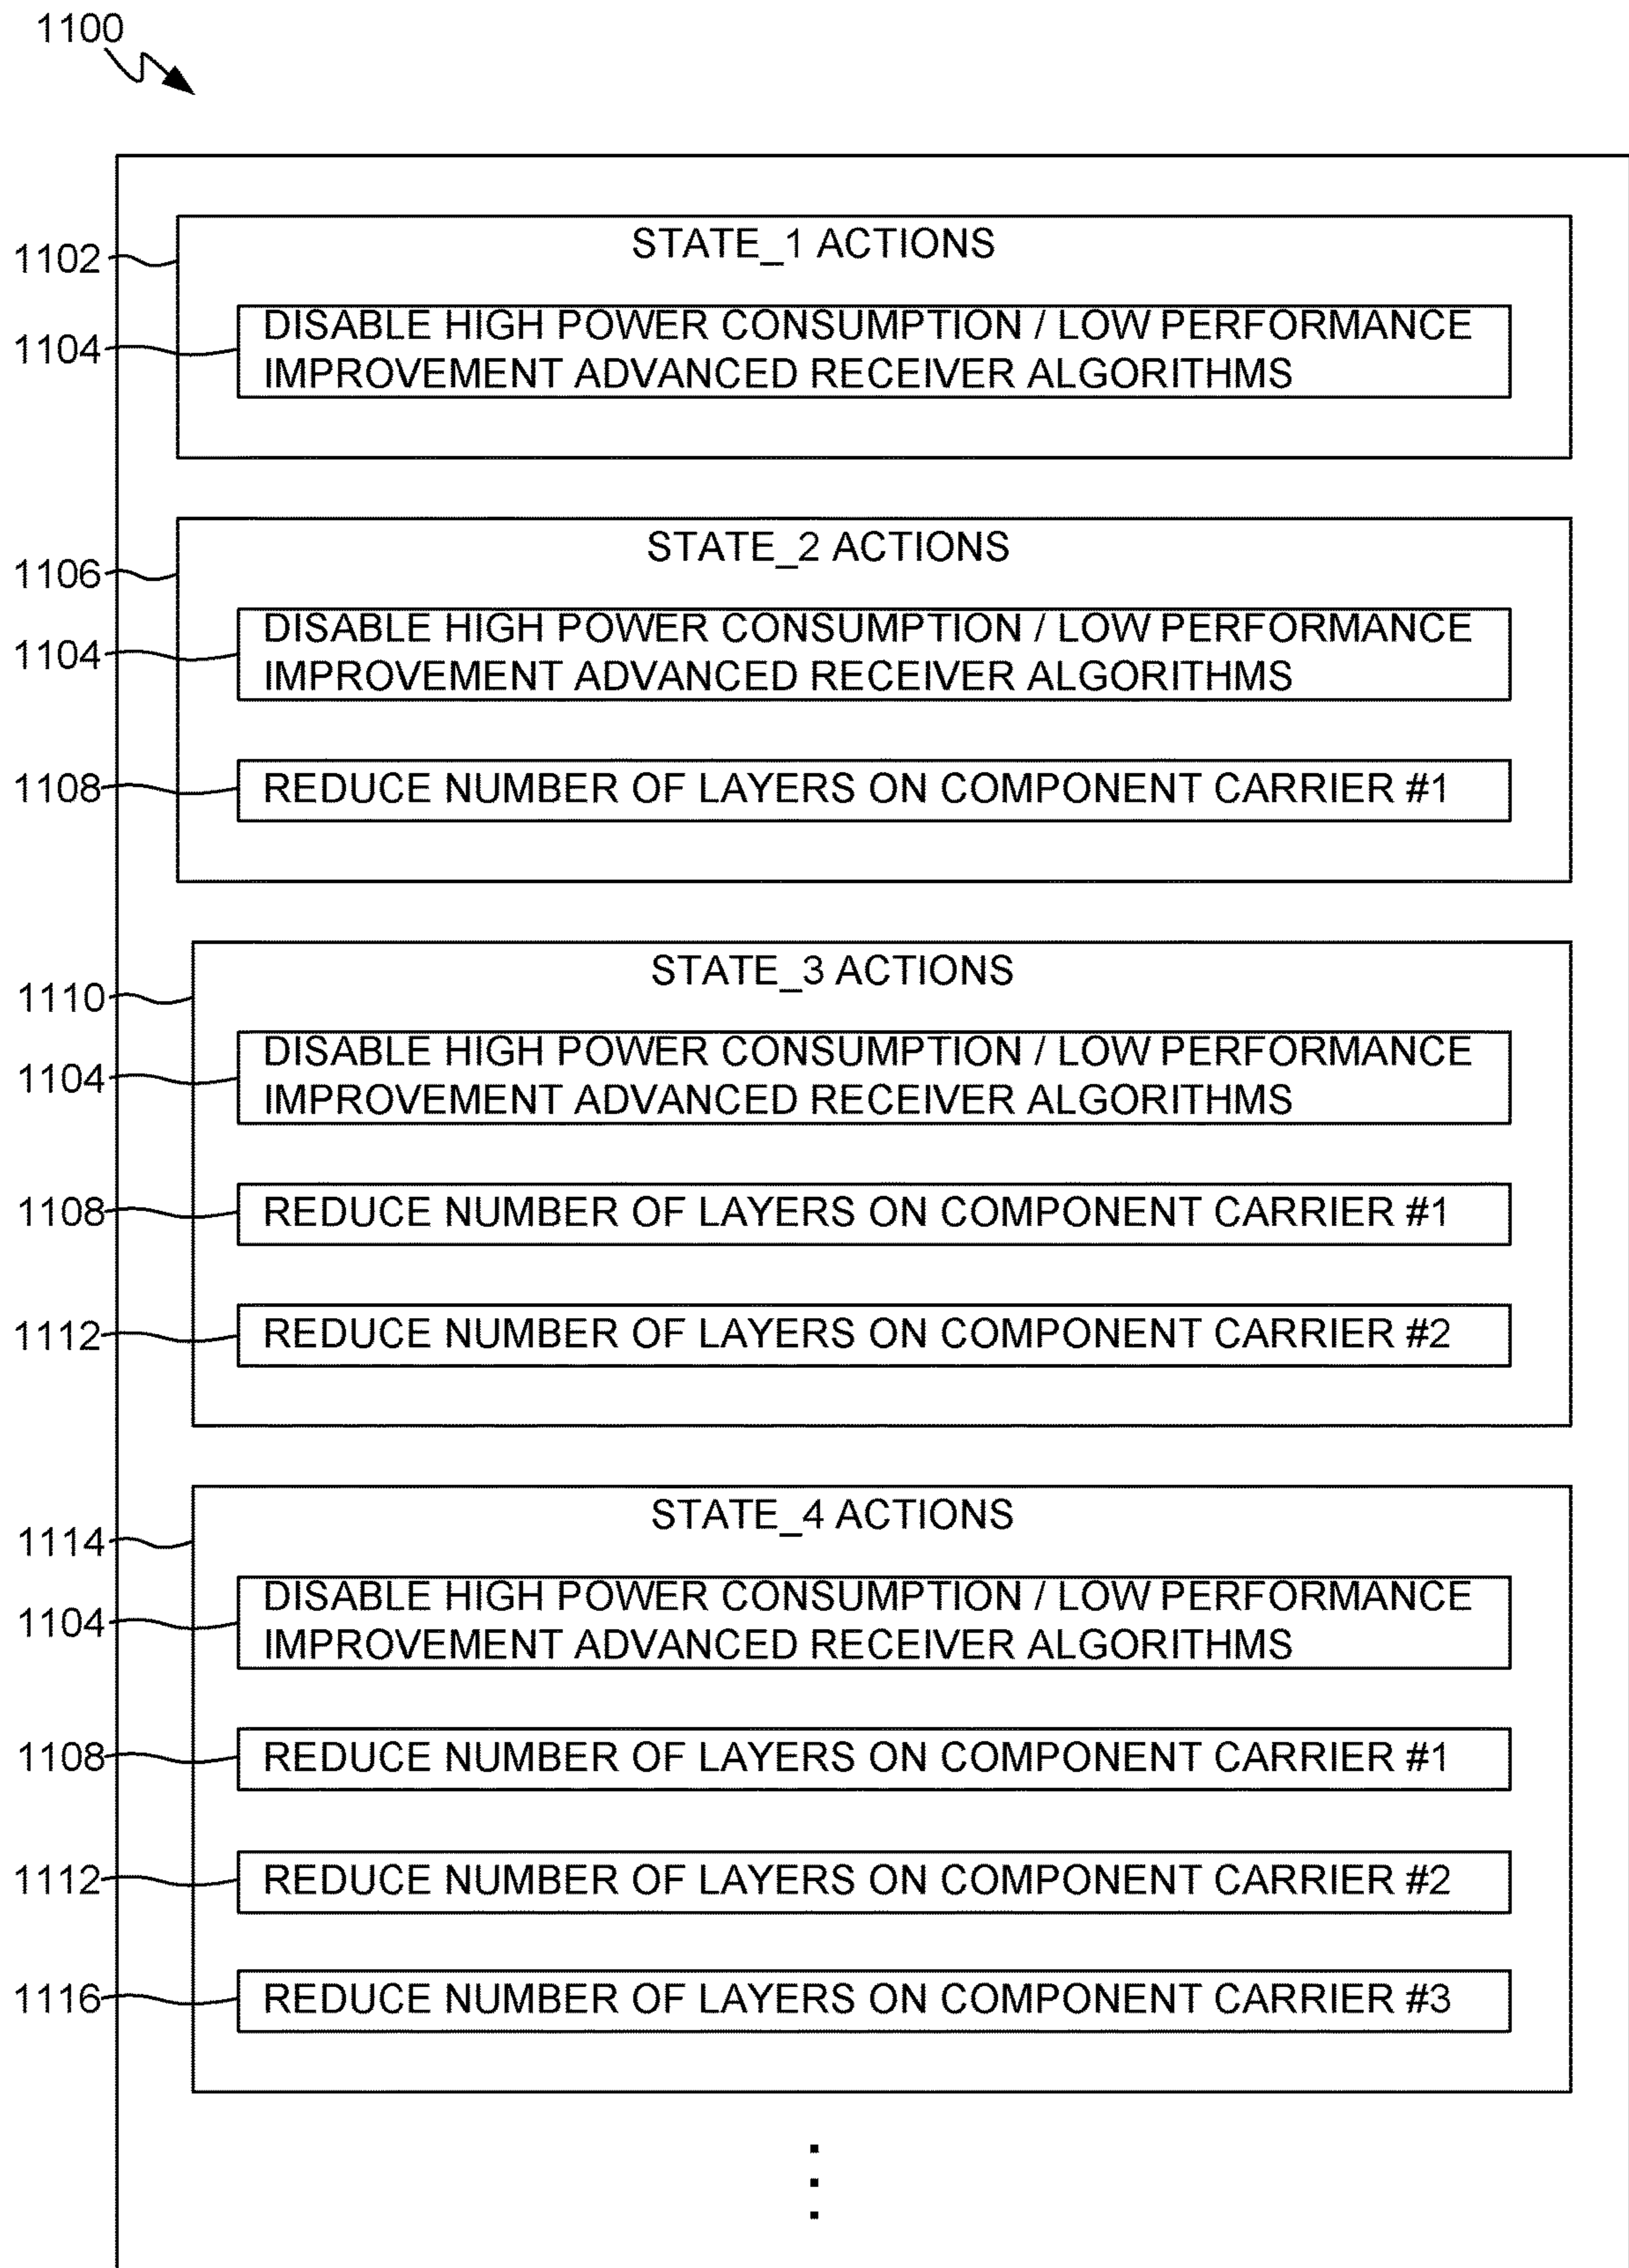 1100
1102
STATE_1 ACTIONS
1104
DISABLE HIGH POWER CONSUMPTION / LOW PERFORMANCE
IMPROVEMENT ADVANCED RECEIVER ALGORITHMS
1106
STATE_2 ACTIONS
1104
DISABLE HIGH POWER CONSUMPTION / LOW PERFORMANCE
IMPROVEMENT ADVANCED RECEIVER ALGORITHMS
1108
REDUCE NUMBER OF LAYERS ON COMPONENT CARRIER #1
1110
STATE_3 ACTIONS
1104
DISABLE HIGH POWER CONSUMPTION / LOW PERFORMANCE
IMPROVEMENT ADVANCED RECEIVER ALGORITHMS
1108
REDUCE NUMBER OF LAYERS ON COMPONENT CARRIER #1
1112
REDUCE NUMBER OF LAYERS ON COMPONENT CARRIER #2
1114
STATE_4 ACTIONS
1104
DISABLE HIGH POWER CONSUMPTION / LOW PERFORMANCE
IMPROVEMENT ADVANCED RECEIVER ALGORITHMS
1108
REDUCE NUMBER OF LAYERS ON COMPONENT CARRIER #1
1112
REDUCE NUMBER OF LAYERS ON COMPONENT CARRIER #2
1116
REDUCE NUMBER OF LAYERS ON COMPONENT CARRIER #3